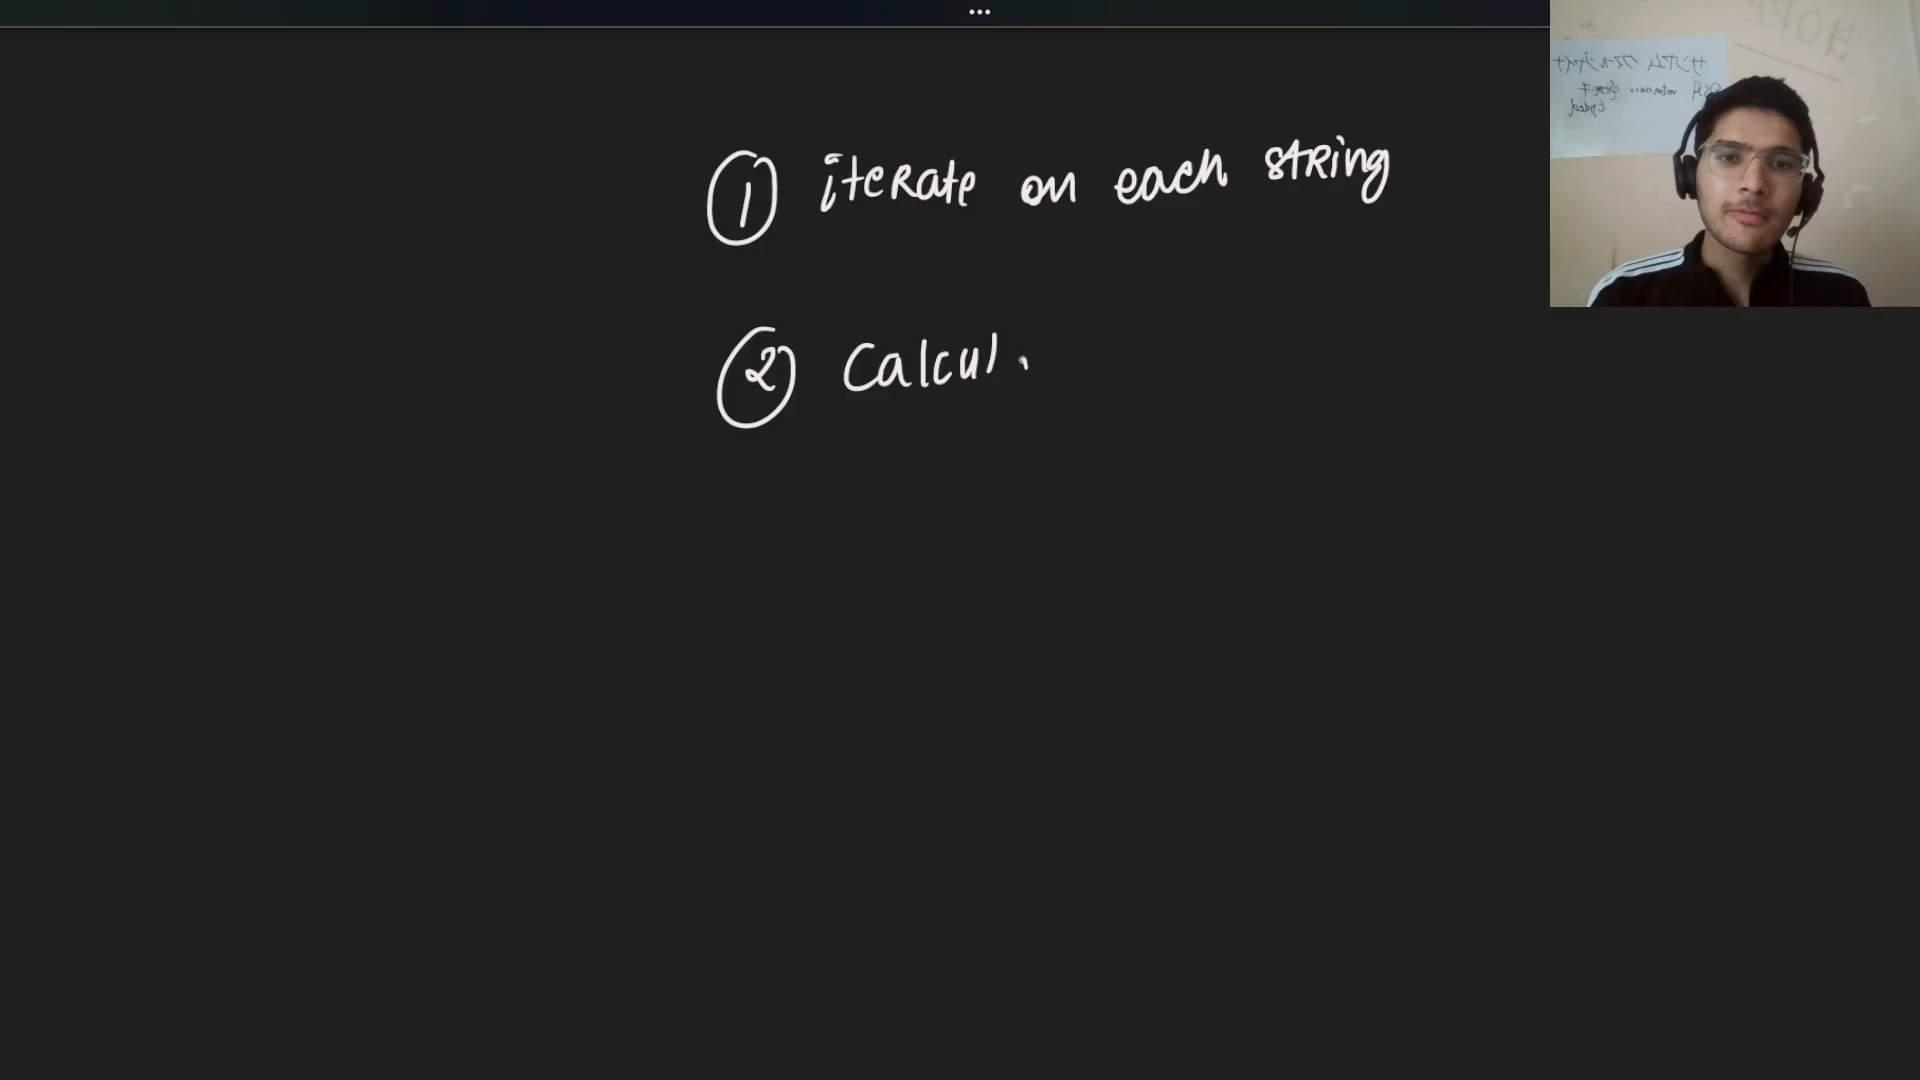 ① iterate on each string
② Calcul